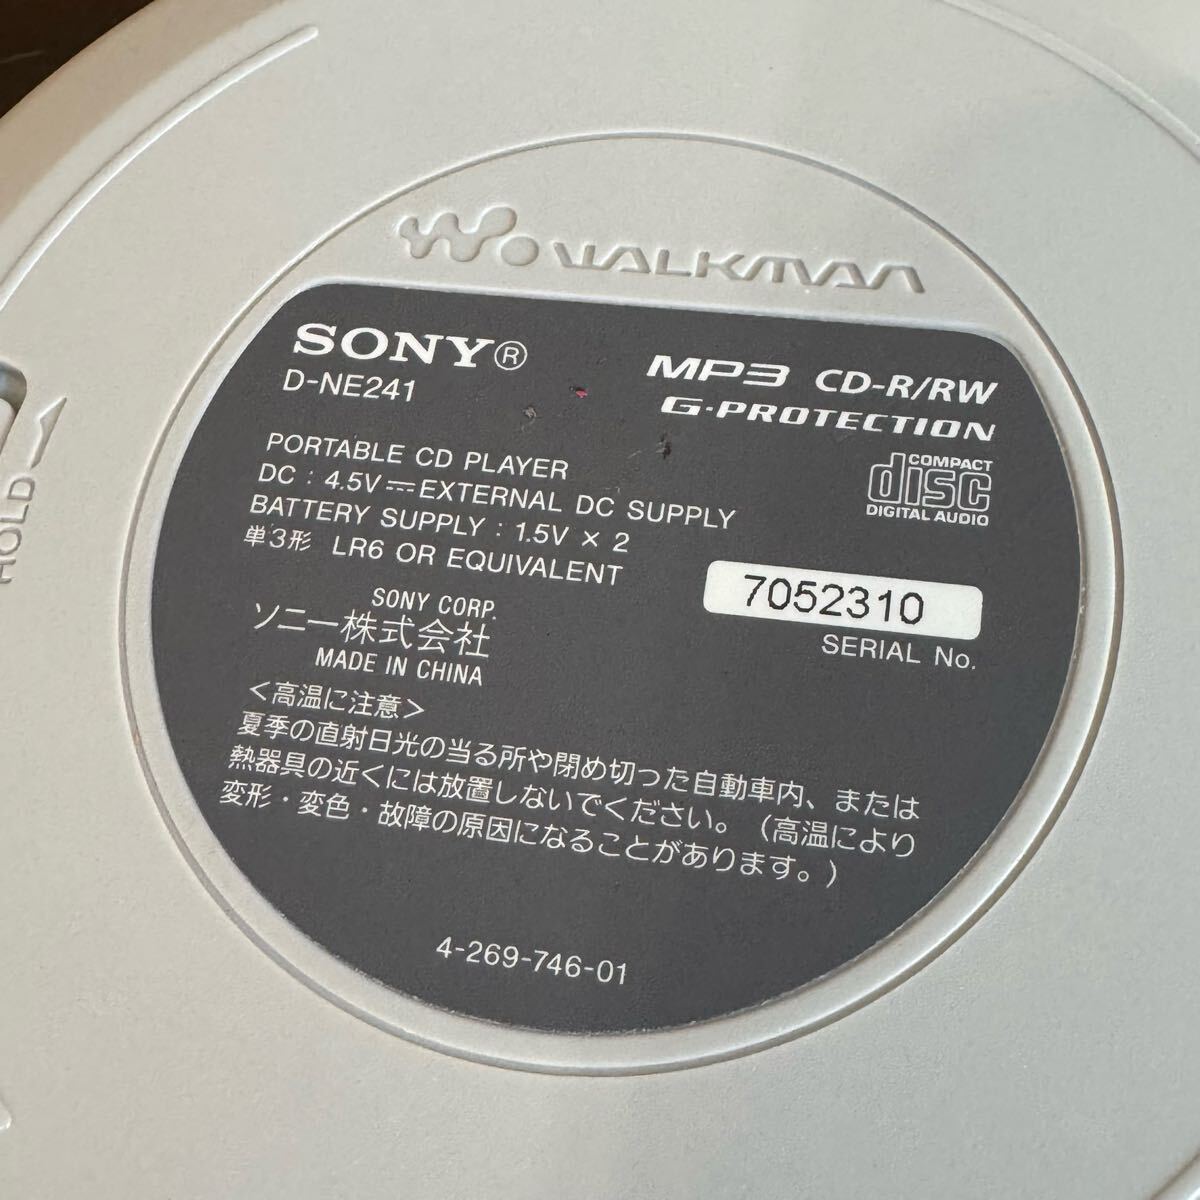 WALKMAN
SONY®
D-NE241
MP3 CD-R/RW
G-PROTECTION
PORTABLE CD PLAYER
DC : 4.5V ⎓ EXTERNAL DC SUPPLY
BATTERY SUPPLY : 1.5V × 2
単3形 LR6 OR EQUIVALENT
COMPACT
disc
DIGITAL AUDIO
7052310
SERIAL No.
SONY CORP.
ソニー株式会社
MADE IN CHINA
<高温に注意>
夏季の直射日光の当る所や閉め切った自動車内、または
熱器具の近くには放置しないでください。(高温により
変形・変色・故障の原因になることがあります。)
4-269-746-01
HOLD